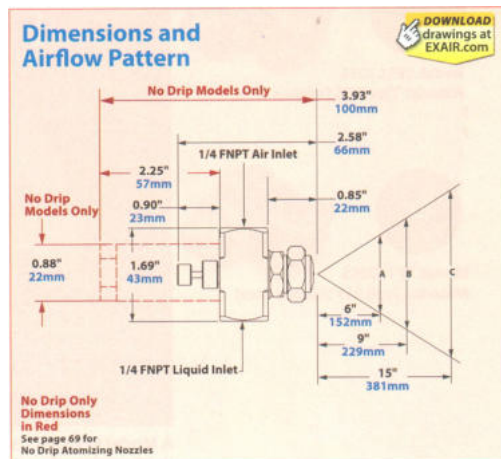 Dimensions and
Airflow Pattern
DOWNLOAD
drawings at
EXAIR.com
No Drip Models Only
3.93"
100mm
2.58"
66mm
1/4 FNPT Air Inlet
2.25"
57mm
0.85"
22mm
No Drip
Models Only
0.90"
23mm
0.88"
22mm
1.69"
43mm
A
B
C
6"
152mm
9"
229mm
15"
381mm
1/4 FNPT Liquid Inlet
No Drip Only
Dimensions
in Red
See page 69 for
No Drip Atomizing Nozzles